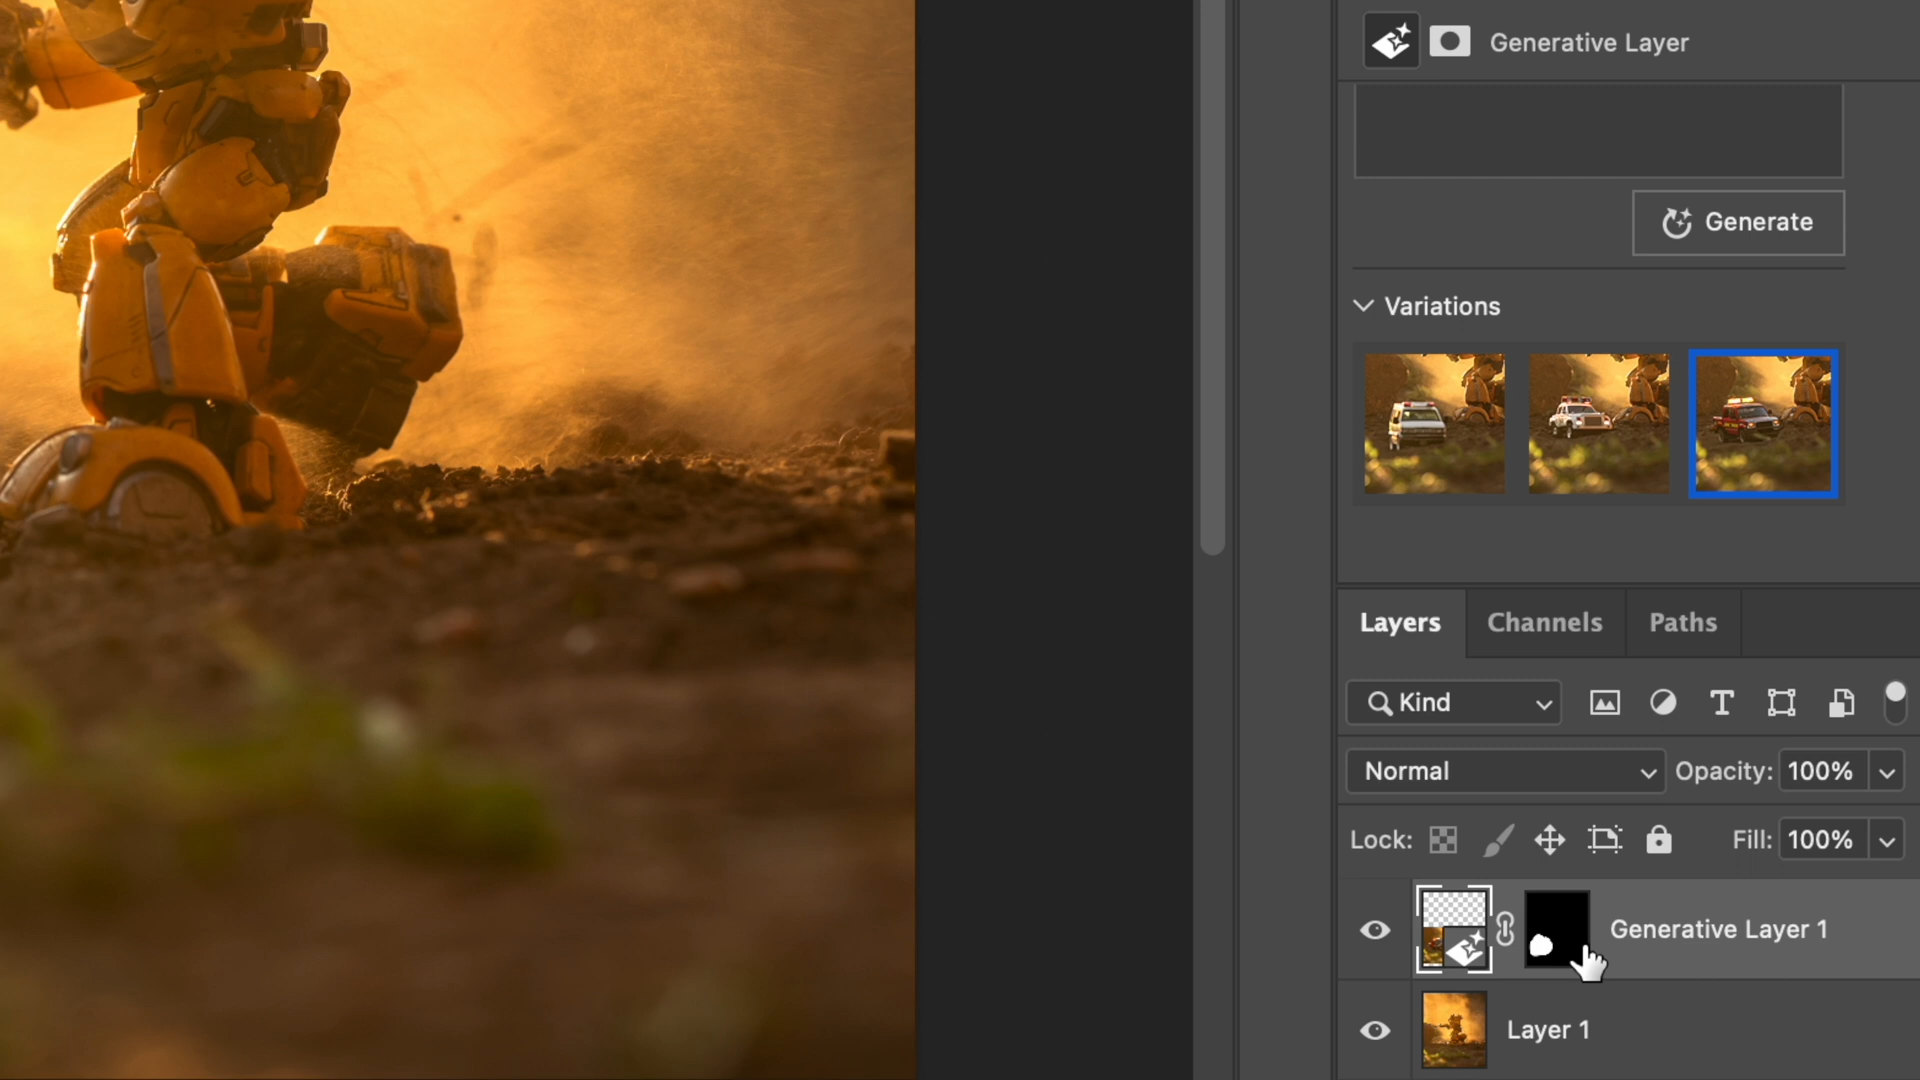 Generative Layer
Generate
Variations
Layers Channels Paths
Kind
Normal Opacity: 100%
Lock: Fill: 100%
Generative Layer 1
Layer 1